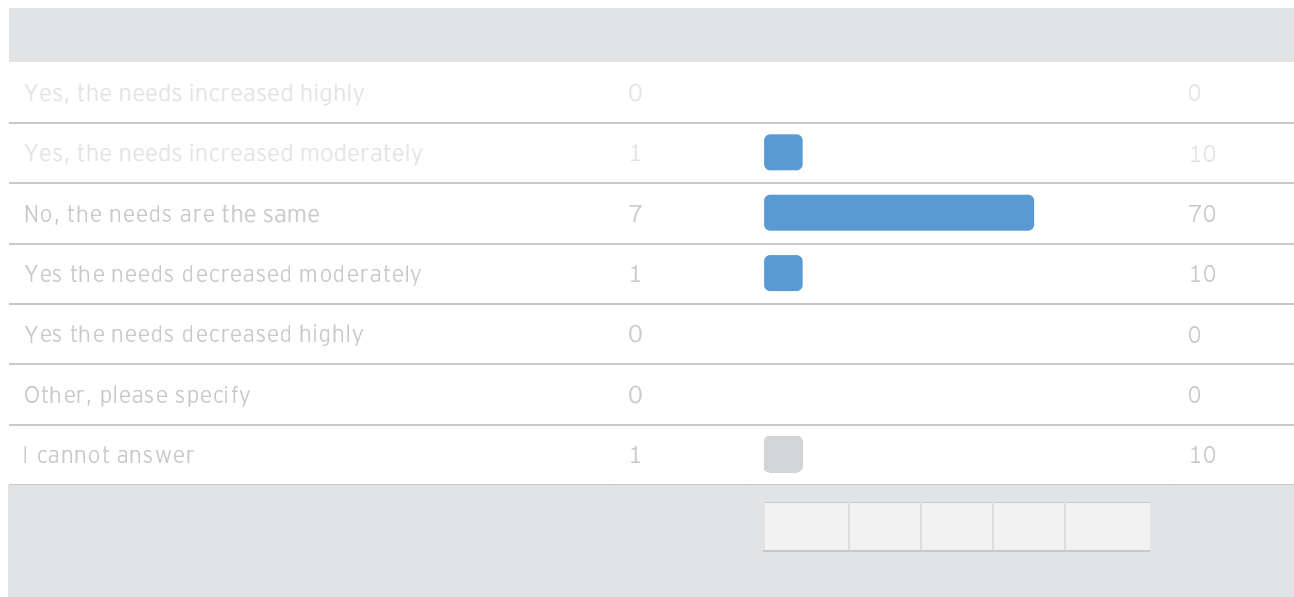 Yes, the needs increased highly 0 0
Yes, the needs increased moderately 1 10
No, the needs are the same 7 70
Yes the needs decreased moderately 1 10
Yes the needs decreased highly 0 0
Other, please specify 0 0
I cannot answer 1 10